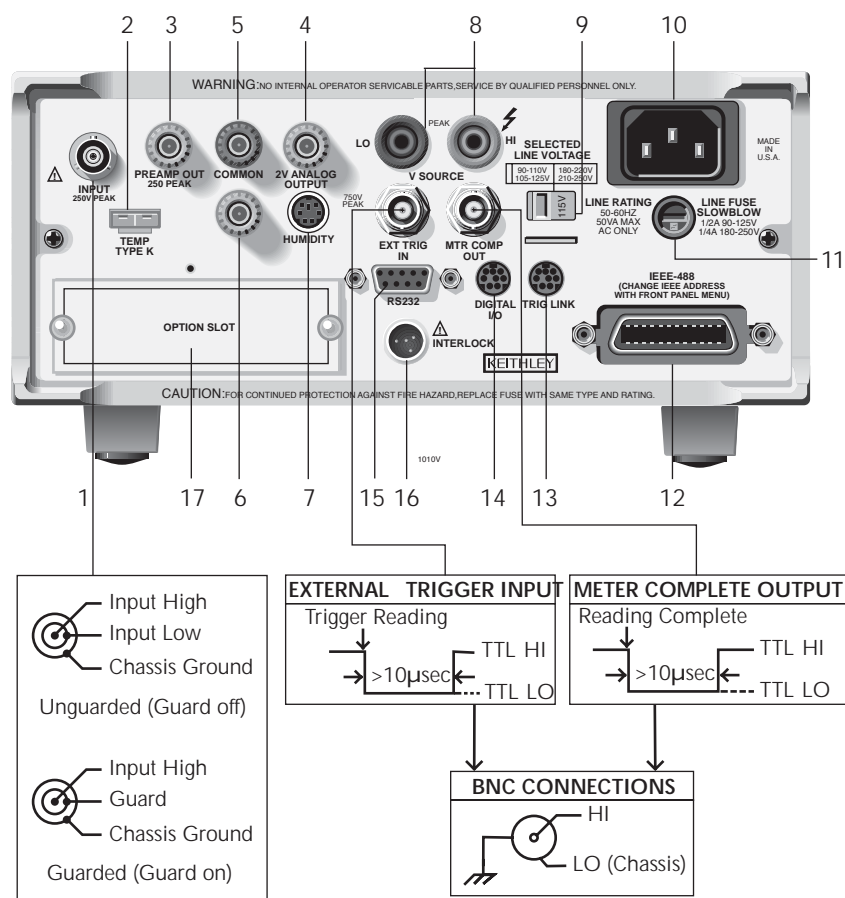 2 3 5 4 8 9 10
WARNING:NO INTERNAL OPERATOR SERVICABLE PARTS,SERVICE BY QUALIFIED PERSONNEL ONLY.
LO
PEAK
HI
V SOURCE
SELECTED
LINE VOLTAGE
90-110V 180-220V
105-125V 210-250V
115V
MADE
IN
U.S.A.
INPUT
250V PEAK
PREAMP OUT
250 PEAK
COMMON
2V ANALOG
OUTPUT
TEMP
TYPE K
HUMIDITY
750V
PEAK
EXT TRIG
IN
MTR COMP
OUT
LINE RATING
50-60HZ
50VA MAX
AC ONLY
LINE FUSE
SLOWBLOW
1/2A 90-125V
1/4A 180-250V
11
IEEE-488
(CHANGE IEEE ADDRESS
WITH FRONT PANEL MENU)
RS232
DIGITAL
I/O
TRIG LINK
OPTION SLOT
INTERLOCK
KEITHLEY
CAUTION:FOR CONTINUED PROTECTION AGAINST FIRE HAZARD,REPLACE FUSE WITH SAME TYPE AND RATING.
1010V
1 17 6 7 15 16 14 13 12
Input High
Input Low
Chassis Ground
Unguarded (Guard off)
Input High
Guard
Chassis Ground
Guarded (Guard on)
EXTERNAL TRIGGER INPUT
Trigger Reading
TTL HI
>10µsec
TTL LO
METER COMPLETE OUTPUT
Reading Complete
TTL HI
>10µsec
TTL LO
BNC CONNECTIONS
HI
LO (Chassis)